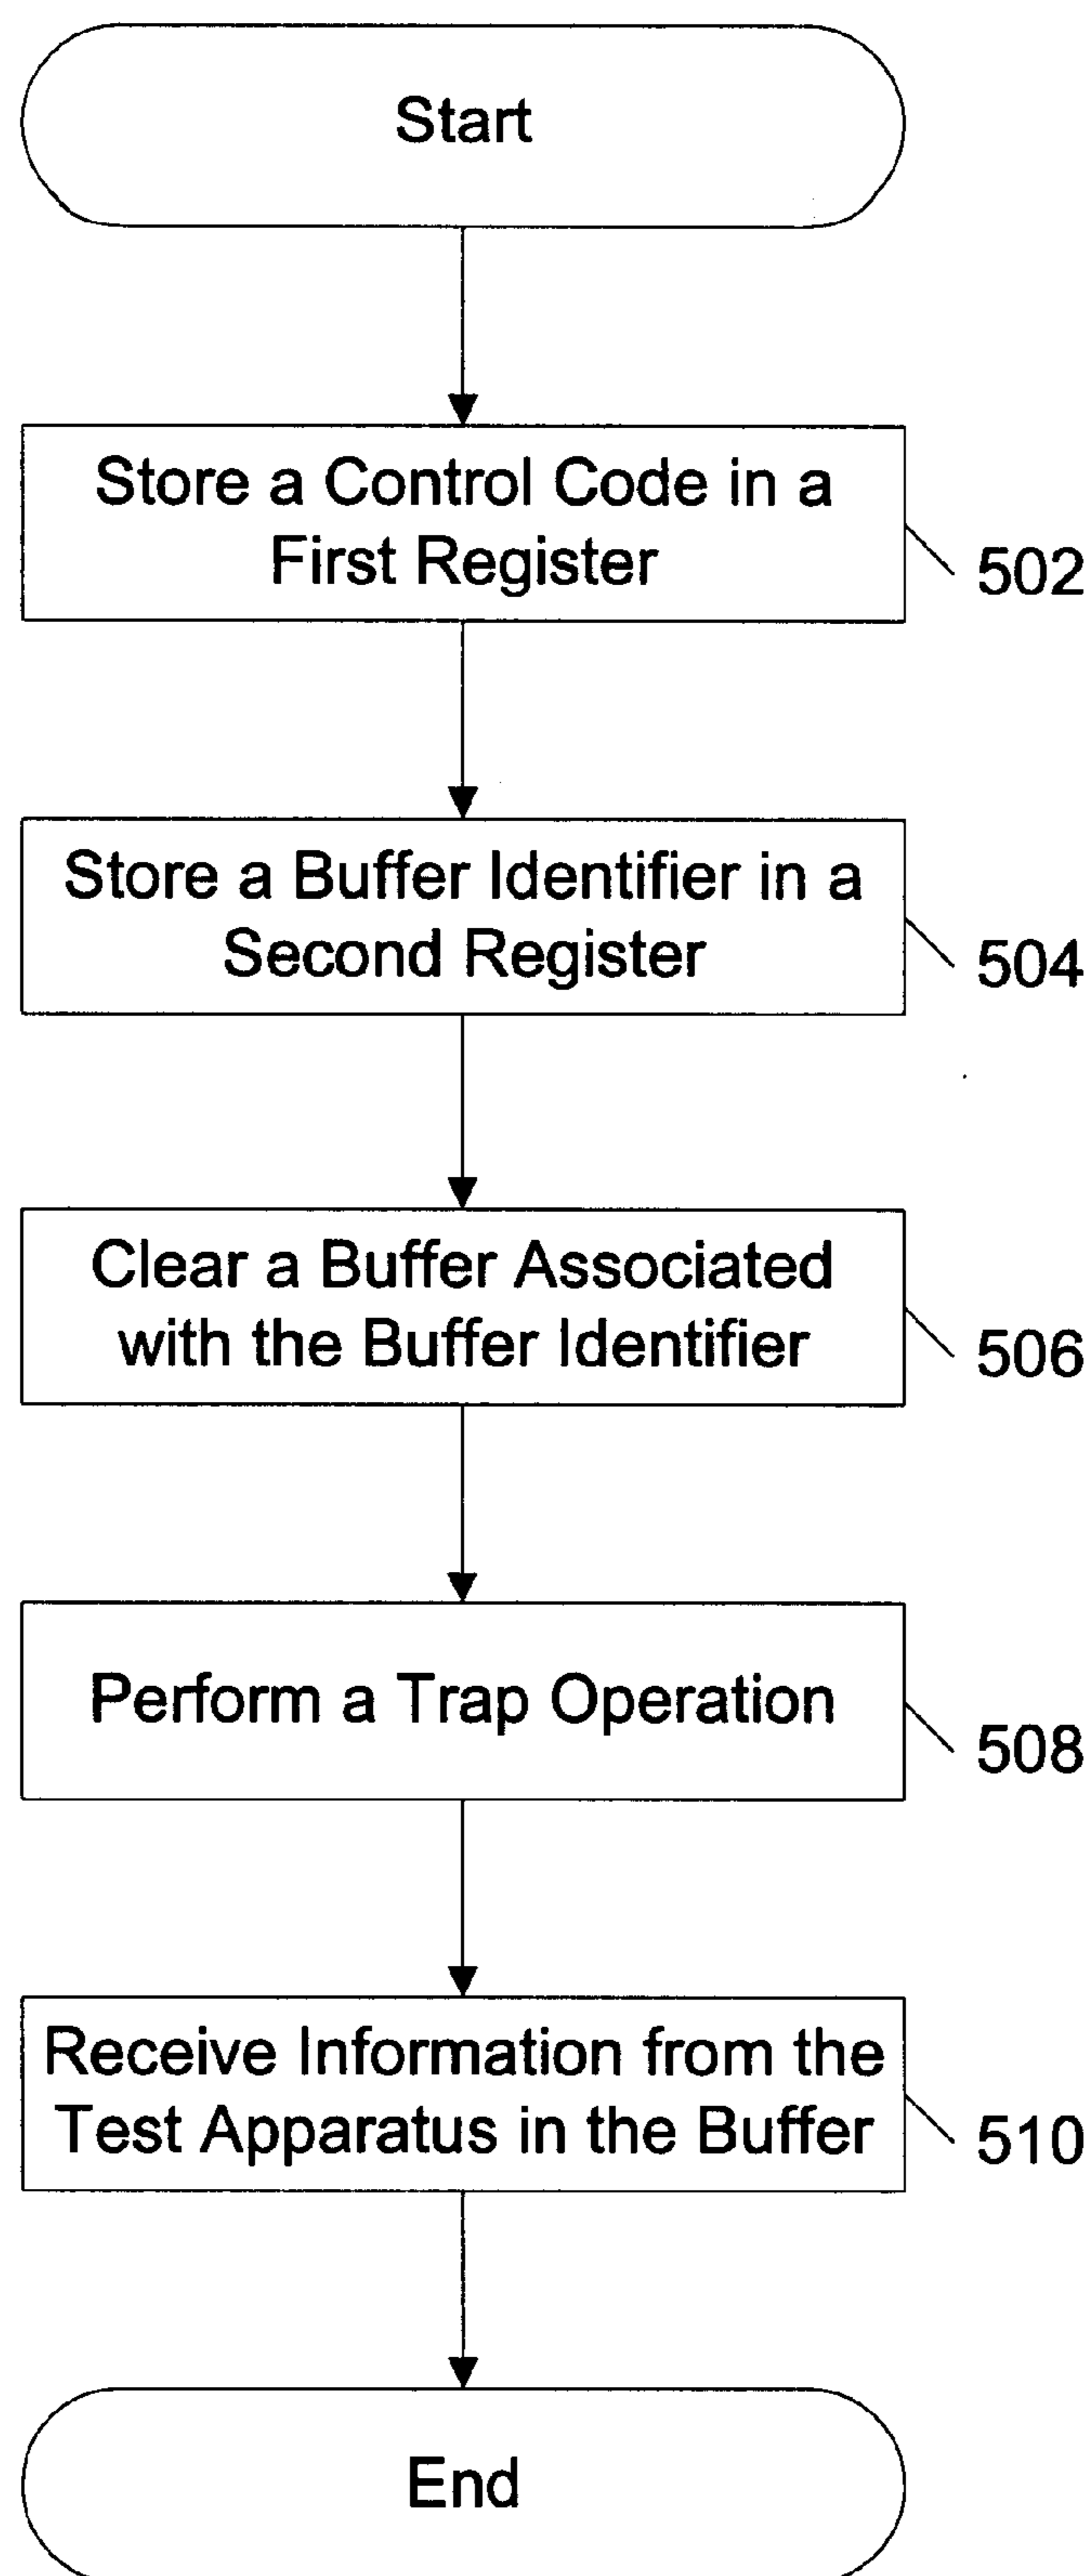 Start
Store a Control Code in a
First Register
502
Store a Buffer Identifier in a
Second Register
504
Clear a Buffer Associated
with the Buffer Identifier
506
Perform a Trap Operation
508
Receive Information from the
Test Apparatus in the Buffer
510
End